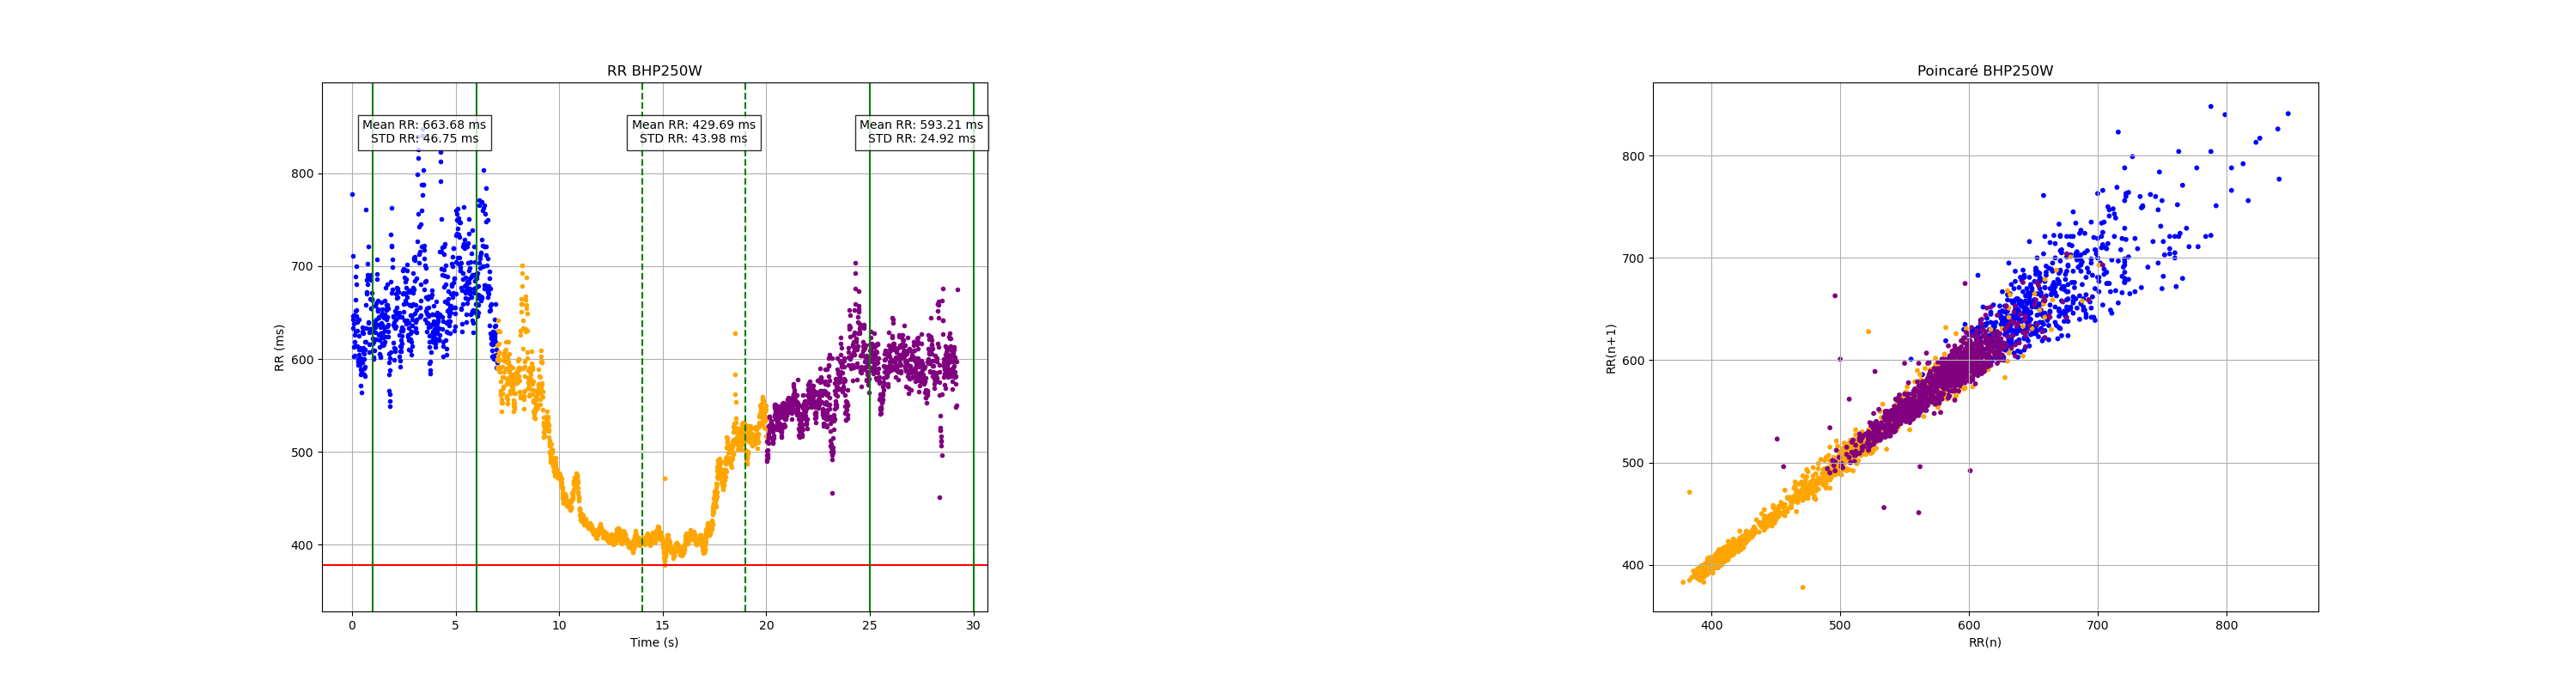 RR BHP250W
Mean RR: 663.68 ms
STD RR: 46.75 ms
Mean RR: 429.69 ms
STD RR: 43.98 ms
Mean RR: 593.21 ms
STD RR: 24.92 ms
800
700
600
500
400
RR (ms)
0 5 10 15 20 25 30
Time (s)
Poincaré BHP250W
800
700
600
500
400
RR(n+1)
400 500 600 700 800
RR(n)